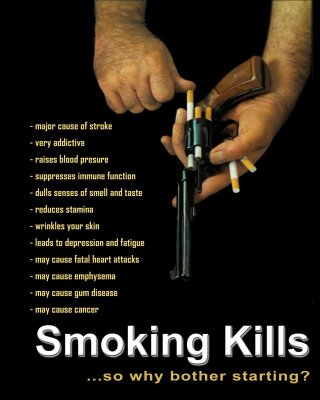 - major cause of stroke
- very addictive
- raises blood presure
- suppresses immune function
- dulls senses of smell and taste
- reduces stamina
- wrinkles your skin
- leads to depression and fatigue
- may cause fatal heart attacks
- may cause emphysema
- may cause gum disease
- may cause cancer
Smoking Kills
...so why bother starting?